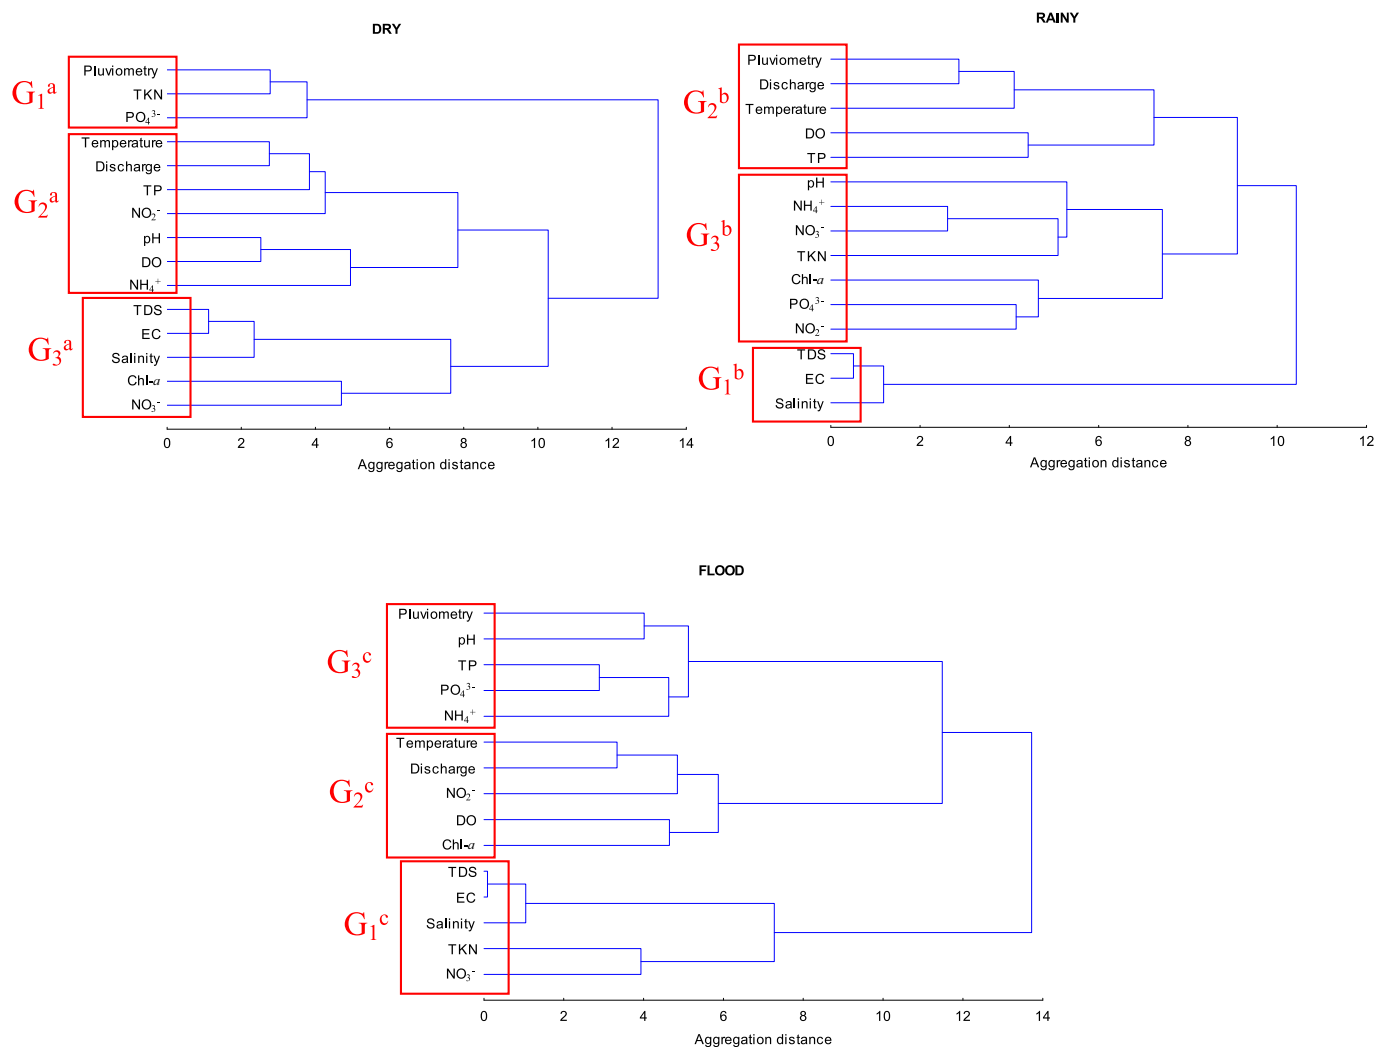 DRY
G₁ᵃ
Pluviometry
TKN
PO₄³⁻
G₂ᵃ
Temperature
Discharge
TP
NO₂⁻
pH
DO
NH₄⁺
G₃ᵃ
TDS
EC
Salinity
Chl-a
NO₃⁻
0 2 4 6 8 10 12 14
Aggregation distance
RAINY
G₂ᵇ
Pluviometry
Discharge
Temperature
DO
TP
G₃ᵇ
pH
NH₄⁺
NO₃⁻
TKN
Chl-a
PO₄³⁻
NO₂⁻
G₁ᵇ
TDS
EC
Salinity
0 2 4 6 8 10 12
Aggregation distance
FLOOD
G₃ᶜ
Pluviometry
pH
TP
PO₄³⁻
NH₄⁺
G₂ᶜ
Temperature
Discharge
NO₂⁻
DO
Chl-a
G₁ᶜ
TDS
EC
Salinity
TKN
NO₃⁻
0 2 4 6 8 10 12 14
Aggregation distance